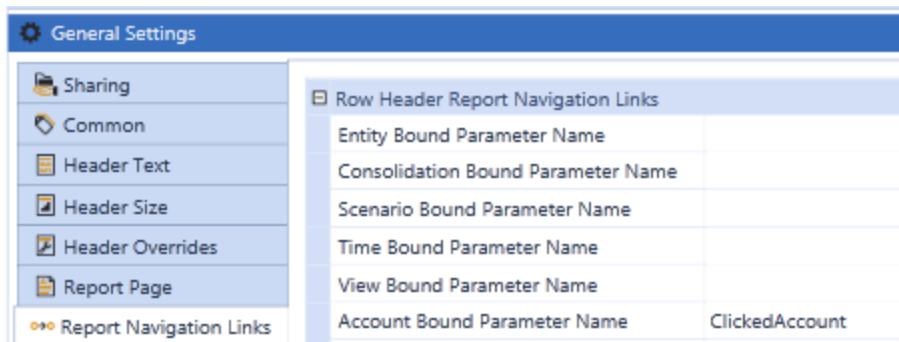 General Settings
Sharing
Common
Header Text
Header Size
Header Overrides
Report Page
Report Navigation Links
Row Header Report Navigation Links
Entity Bound Parameter Name
Consolidation Bound Parameter Name
Scenario Bound Parameter Name
Time Bound Parameter Name
View Bound Parameter Name
Account Bound Parameter Name ClickedAccount